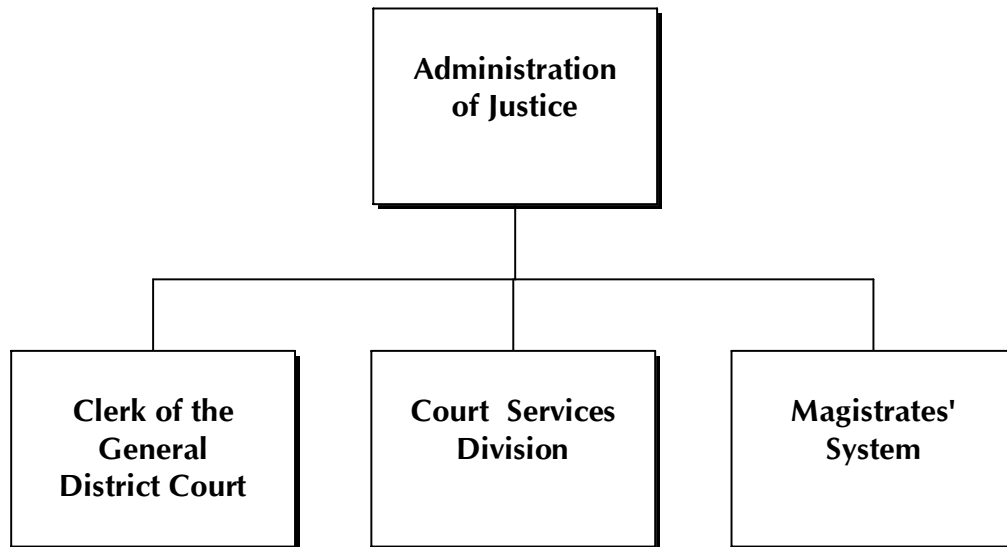 Administration
of Justice
Clerk of the
General
District Court
Court Services
Division
Magistrates'
System